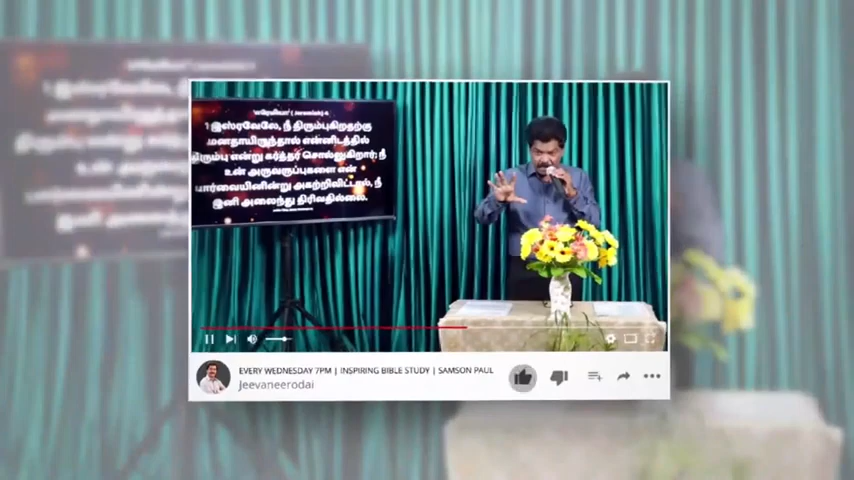 'எரேமியா' ( Jeremiah) 4
1 இஸ்ரவேலே, நீ திரும்புகிறதற்கு
மனதாயிருந்தால் என்னிடத்தில்
திரும்பு என்று கர்த்தர் சொல்லுகிறார்; நீ
உன் அருவருப்புகளை என்
பார்வையினின்று அகற்றிவிட்டால், நீ
இனி அலைந்து திரிவதில்லை.
EVERY WEDNESDAY 7PM | INSPIRING BIBLE STUDY | SAMSON PAUL
Jeevaneerodai